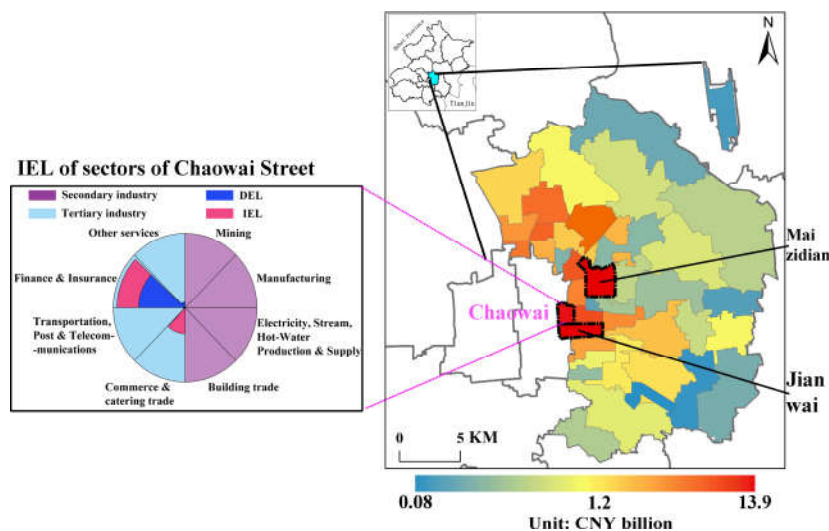 Hebei Province
Tianjin
N
IEL of sectors of Chaowai Street
Secondary industry
DEL
Tertiary industry
IEL
Other services
Mining
Finance & Insurance
Manufacturing
Transportation,
Post & Telecom-
-munications
Electricity, Stream,
Hot-Water
Production & Supply
Commerce &
catering trade
Building trade
Mai
zidian
Chaowai
Jian
wai
0 5 KM
0.08 1.2 13.9
Unit: CNY billion